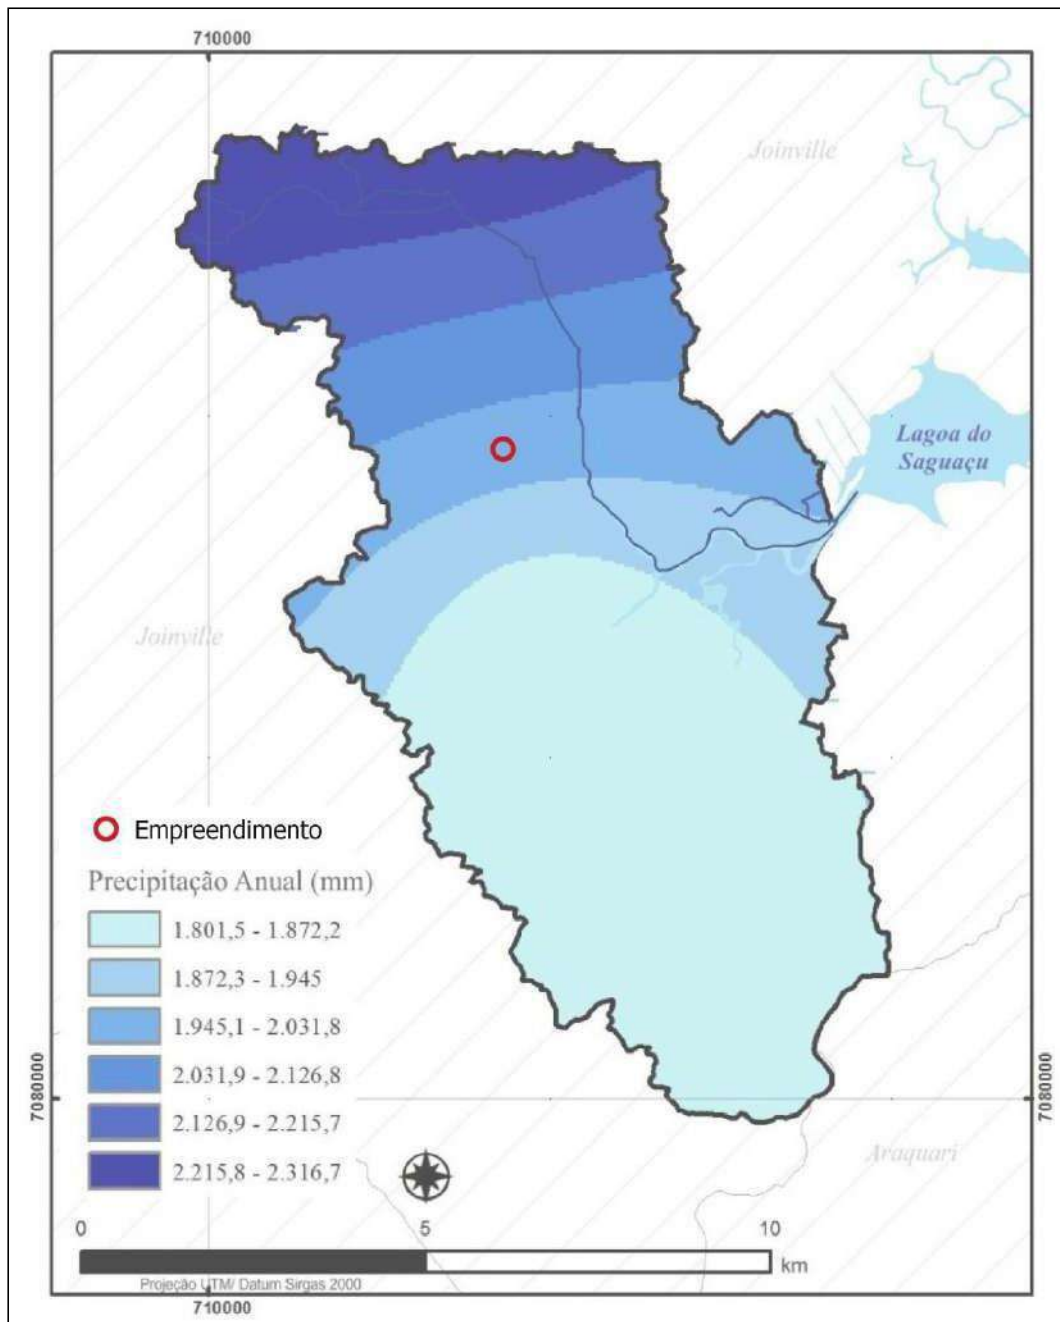 710000
Joinville
Lagoa do
Saguaçu
Joinville
Empreendimento
Precipitação Anual (mm)
1.801,5 - 1.872,2
1.872,3 - 1.945
1.945,1 - 2.031,8
2.031,9 - 2.126,8
2.126,9 - 2.215,7
2.215,8 - 2.316,7
7080000
7080000
Araquari
0 5 10
km
Projeção UTM/ Datum Sirgas 2000
710000